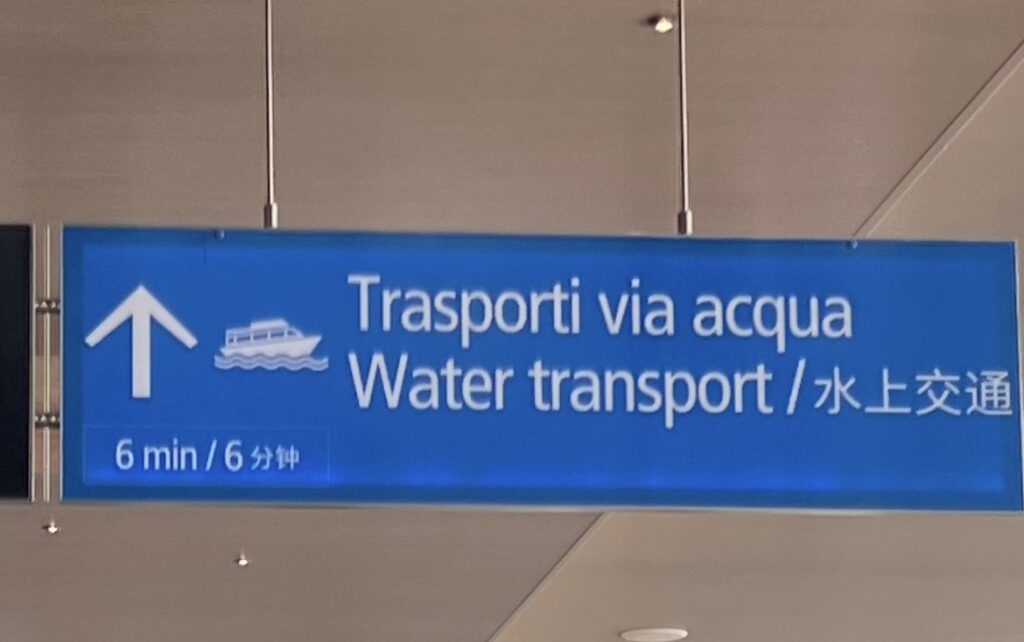 Trasporti via acqua
Water transport / 水上交通
6 min / 6 分钟